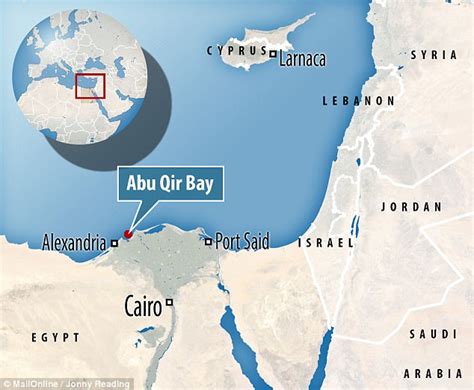 CYPRUS
Larnaca
SYRIA
LEBANON
Abu Qir Bay
Alexandria
Port Said
ISRAEL
JORDAN
Cairo
EGYPT
SAUDI
ARABIA
© MailOnline / Jonny Reading